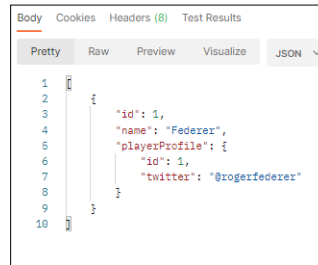 Body Cookies Headers (8) Test Results
Pretty Raw Preview Visualize JSON
1 [
2 {
3 "id": 1,
4 "name": "Federer",
5 "playerProfile": {
6 "id": 1,
7 "twitter": "@rogerfederer"
8 }
9 }
10 ]